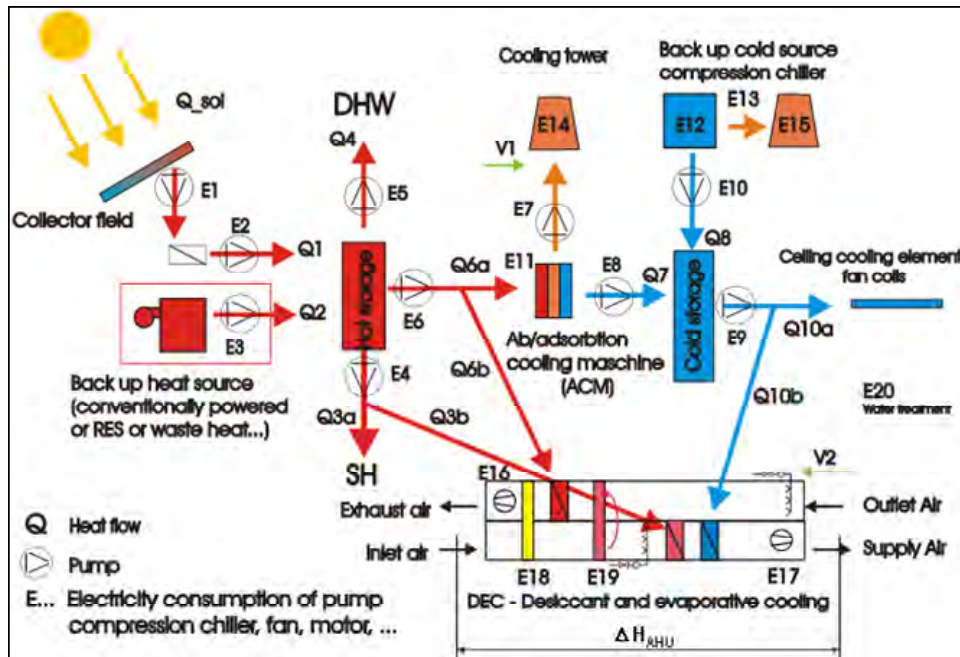 Cooling tower
Back up cold source
compression chiller
Q_sol
DHW
Q4
E14
E12
E13
E15
V1
E1
E5
E7
E10
Collector field
E2
Q1
Q6a
E11
E8
Q7
Q8
Ceiling cooling element
fan coils
Hot storage
Cold storage
E3
Q2
E6
E9
Q10a
E4
Ab/adsorbtion
cooling maschine
(ACM)
Back up heat source
(conventionally powered
or RES or waste heat...)
Q6b
Q10b
E20
Water treatment
Q3a
Q3b
SH
E16
V2
Exhaust air
Outlet Air
Inlet air
Supply Air
E18
E19
E17
DEC - Desiccant and evaporative cooling
Δ H_AHU
Q Heat flow
Pump
E... Electricity consumption of pump
compression chiller, fan, motor, ...